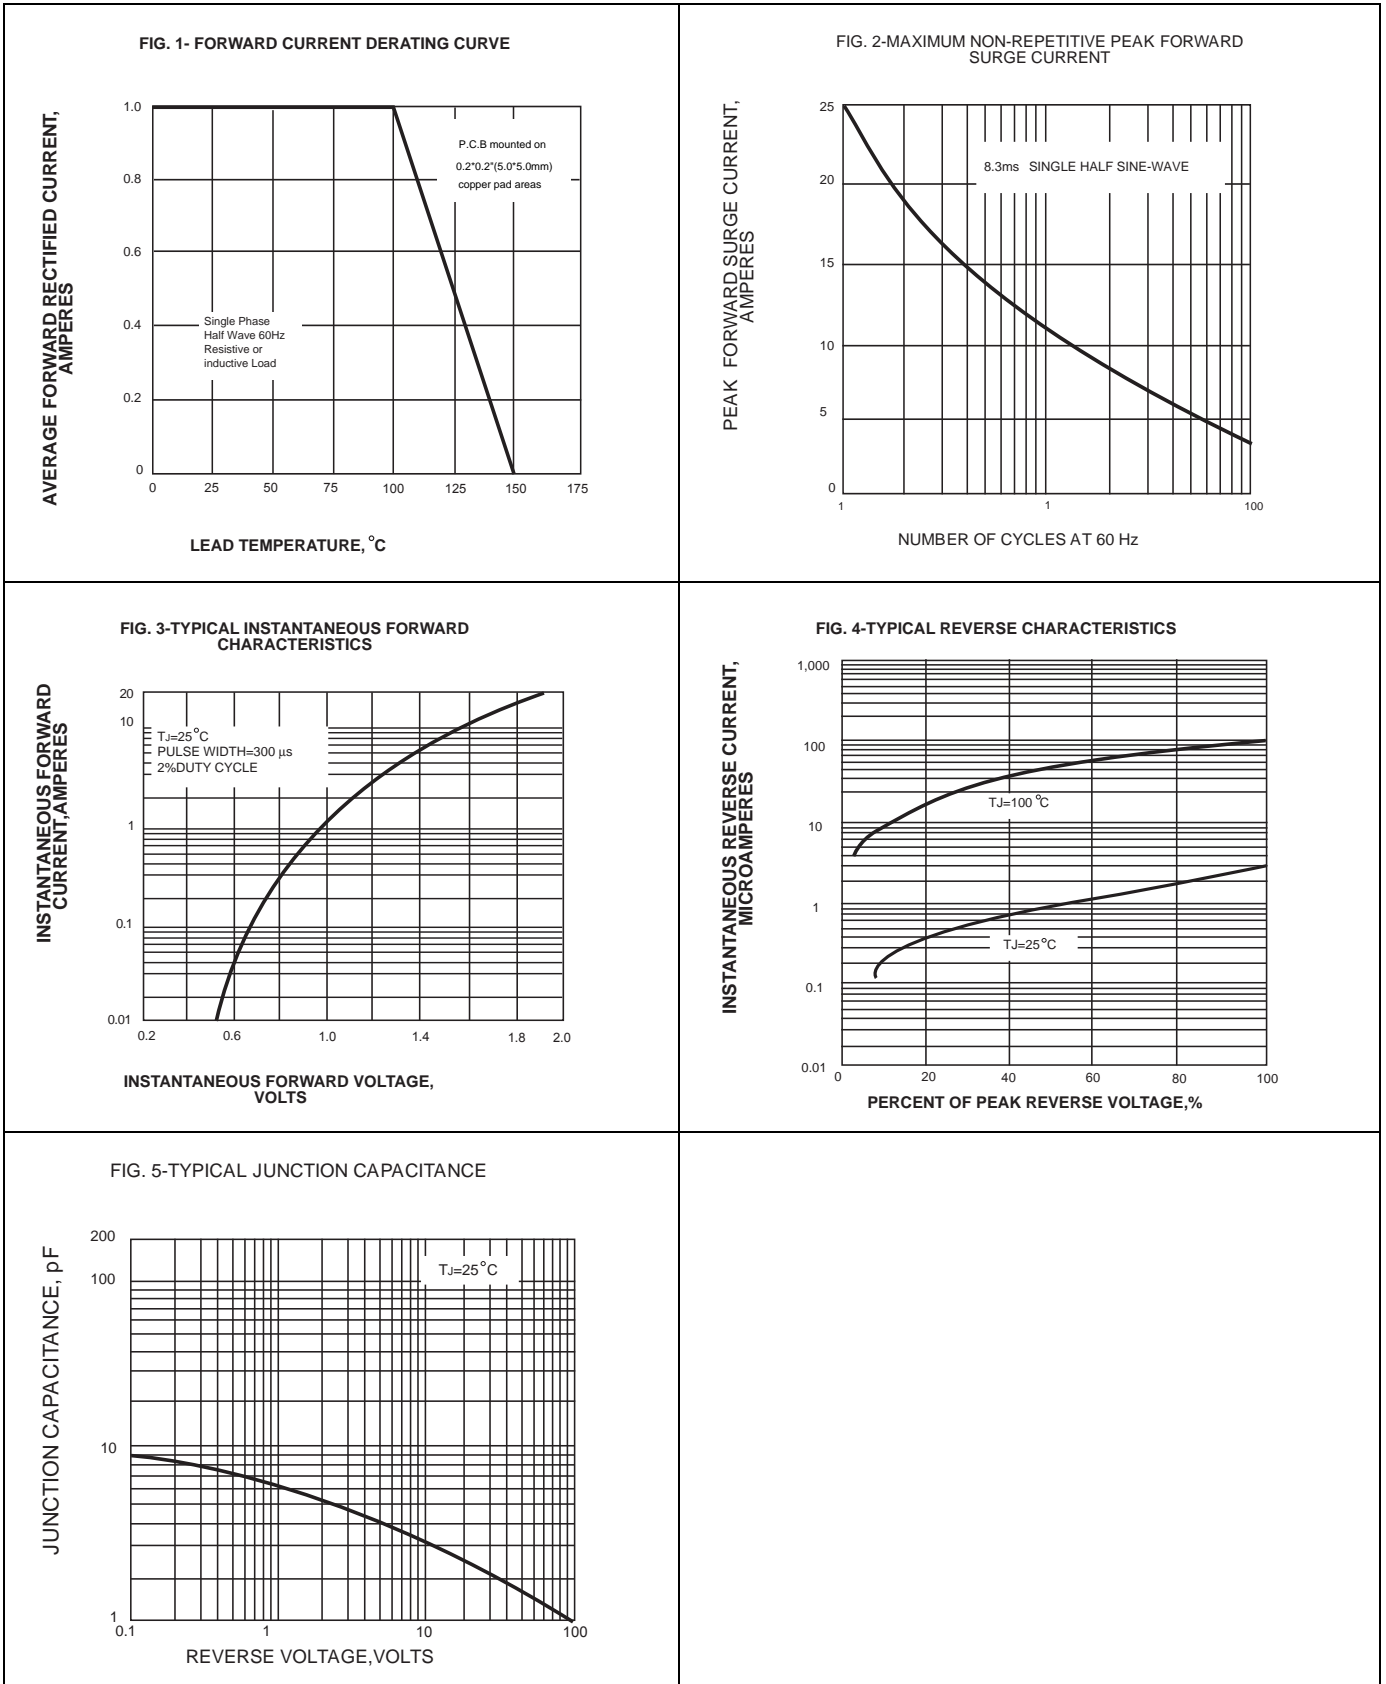 FIG. 1- FORWARD CURRENT DERATING CURVE
AVERAGE FORWARD RECTIFIED CURRENT,
AMPERES
1.0
0.8
0.6
0.4
0.2
0
P.C.B mounted on
0.2*0.2"(5.0*5.0mm)
copper pad areas
Single Phase
Half Wave 60Hz
Resistive or
inductive Load
0 25 50 75 100 125 150 175
LEAD TEMPERATURE, °C
FIG. 2-MAXIMUM NON-REPETITIVE PEAK FORWARD
SURGE CURRENT
PEAK FORWARD SURGE CURRENT,
AMPERES
25
20
15
10
5
0
8.3ms SINGLE HALF SINE-WAVE
1 1 100
NUMBER OF CYCLES AT 60 Hz
FIG. 3-TYPICAL INSTANTANEOUS FORWARD
CHARACTERISTICS
INSTANTANEOUS FORWARD
CURRENT,AMPERES
20
10
1
0.1
0.01
TJ=25°C
PULSE WIDTH=300 µs
2%DUTY CYCLE
0.2 0.6 1.0 1.4 1.8 2.0
INSTANTANEOUS FORWARD VOLTAGE,
VOLTS
FIG. 4-TYPICAL REVERSE CHARACTERISTICS
INSTANTANEOUS REVERSE CURRENT,
MICROAMPERES
1,000
100
10
1
0.1
0.01
TJ=100 °C
TJ=25°C
0 20 40 60 80 100
PERCENT OF PEAK REVERSE VOLTAGE,%
FIG. 5-TYPICAL JUNCTION CAPACITANCE
JUNCTION CAPACITANCE, pF
200
100
10
1
TJ=25°C
0.1 1 10 100
REVERSE VOLTAGE,VOLTS